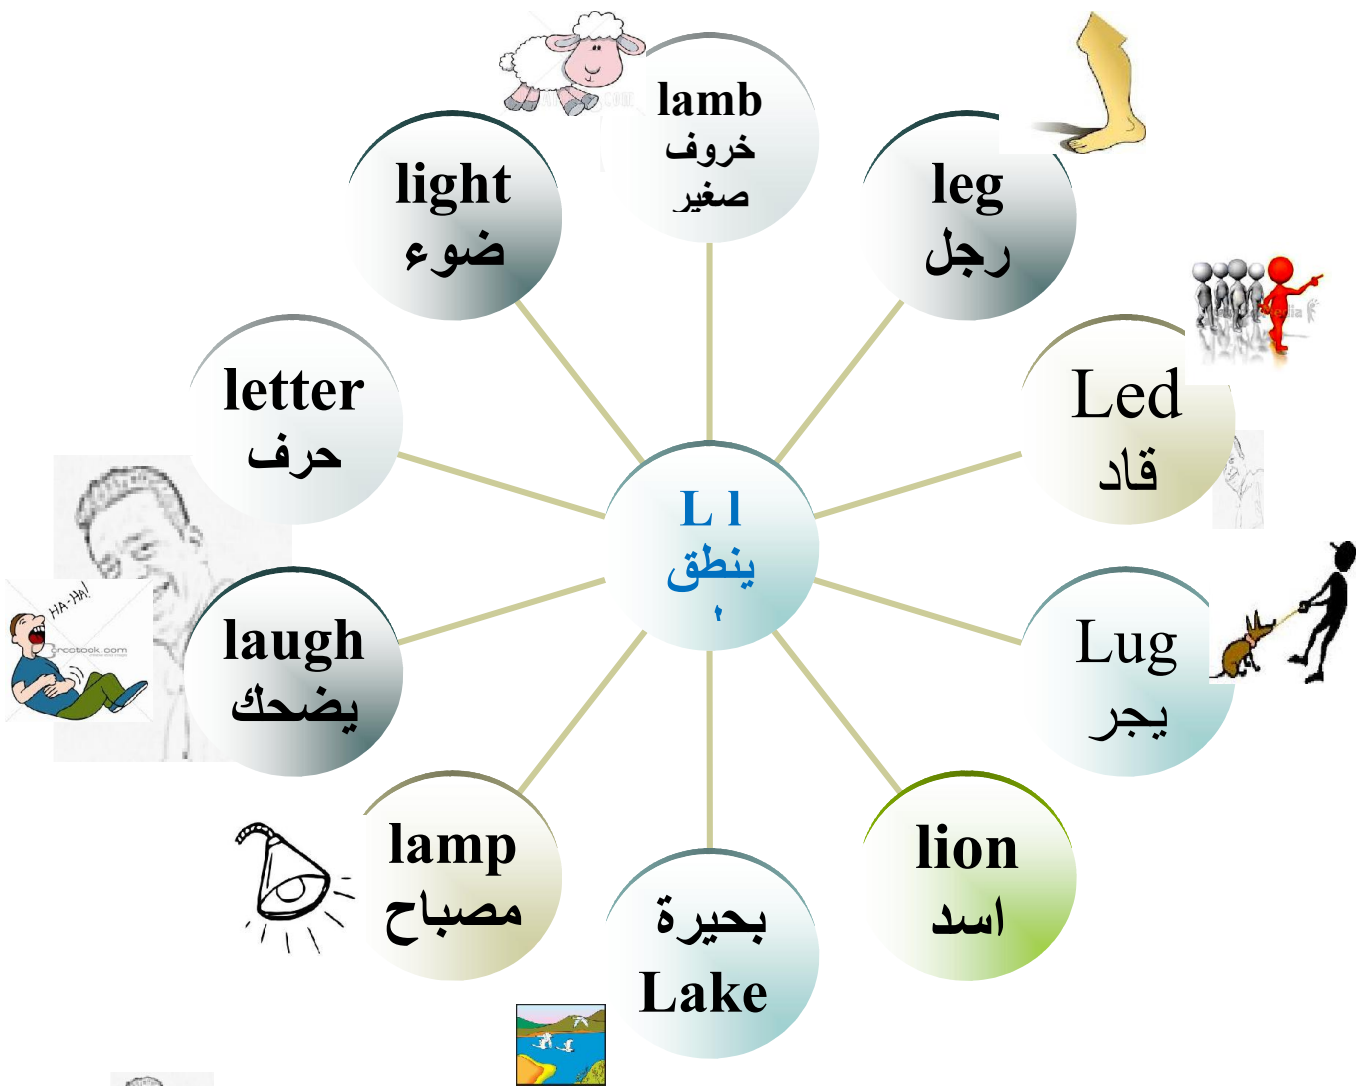 lamb
خروف
صغير
leg
رجل
Led
قاد
Lug
يجر
lion
اسد
بحيرة
Lake
lamp
مصباح
laugh
يضحك
letter
حرف
light
ضوء
L l
ينطق
HA-HA!